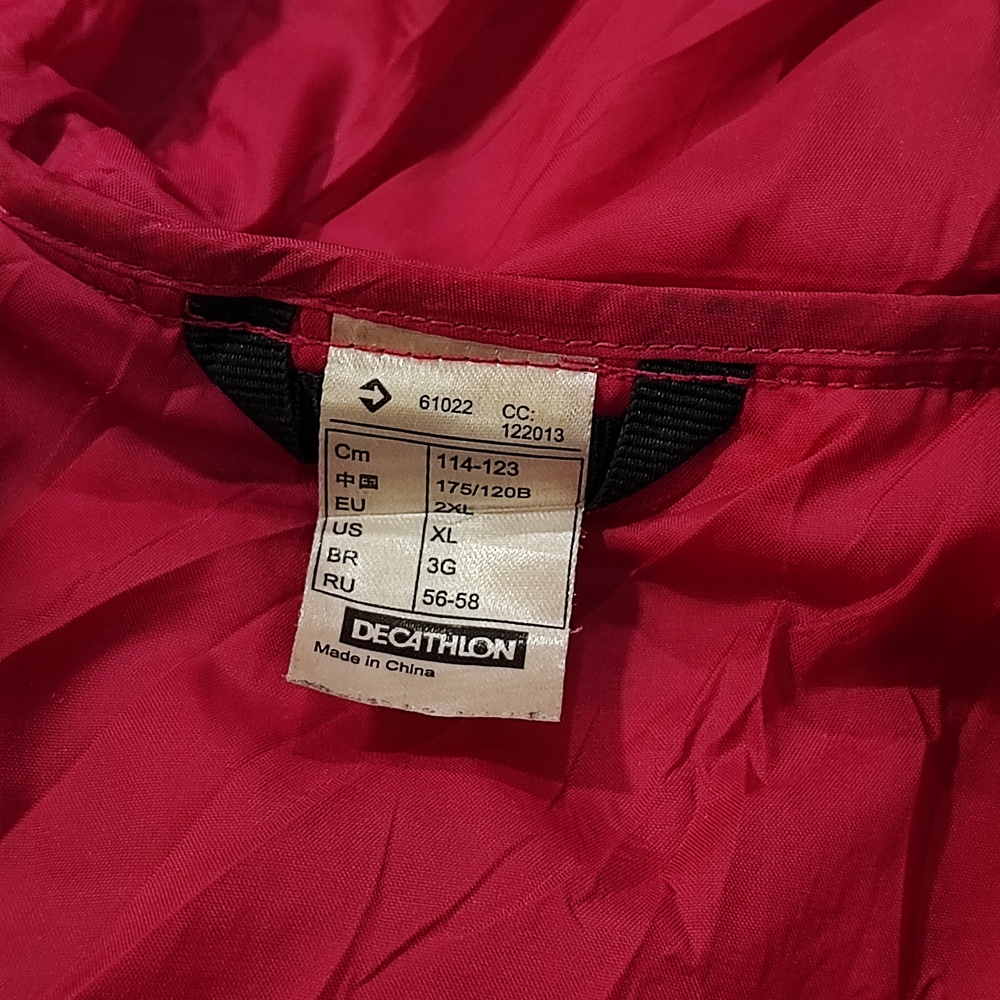 61022 CC:
122013
Cm 114-123
中国 175/120B
EU 2XL
US XL
BR 3G
RU 56-58
DECATHLON
Made in China